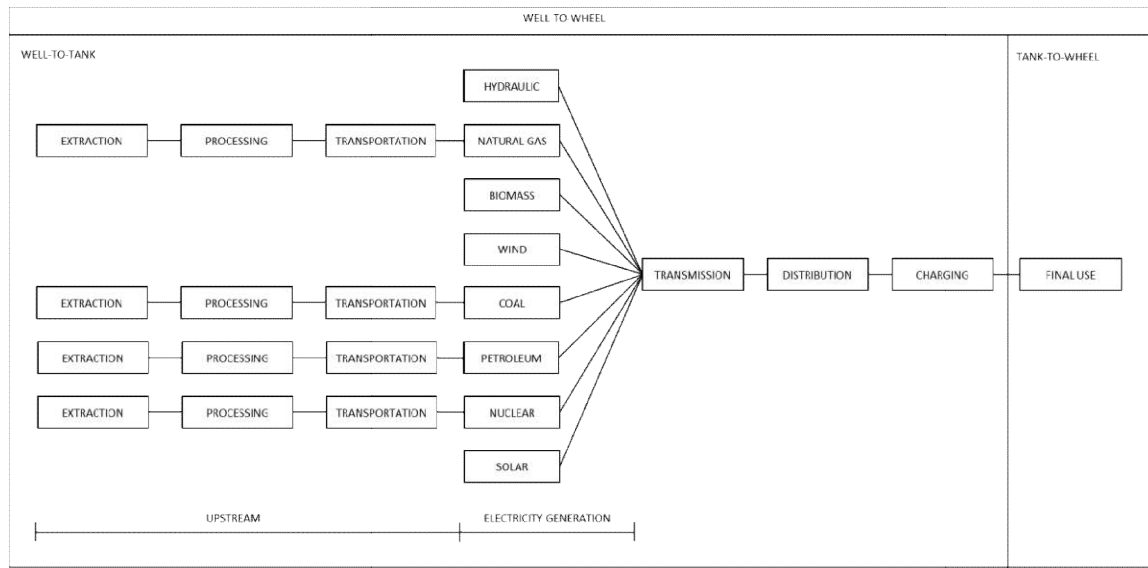 WELL TO WHEEL
WELL-TO-TANK
TANK-TO-WHEEL
HYDRAULIC
EXTRACTION
PROCESSING
TRANSPORTATION
NATURAL GAS
BIOMASS
WIND
TRANSMISSION
DISTRIBUTION
CHARGING
FINAL USE
EXTRACTION
PROCESSING
TRANSPORTATION
COAL
EXTRACTION
PROCESSING
TRANSPORTATION
PETROLEUM
EXTRACTION
PROCESSING
TRANSPORTATION
NUCLEAR
SOLAR
UPSTREAM
ELECTRICITY GENERATION